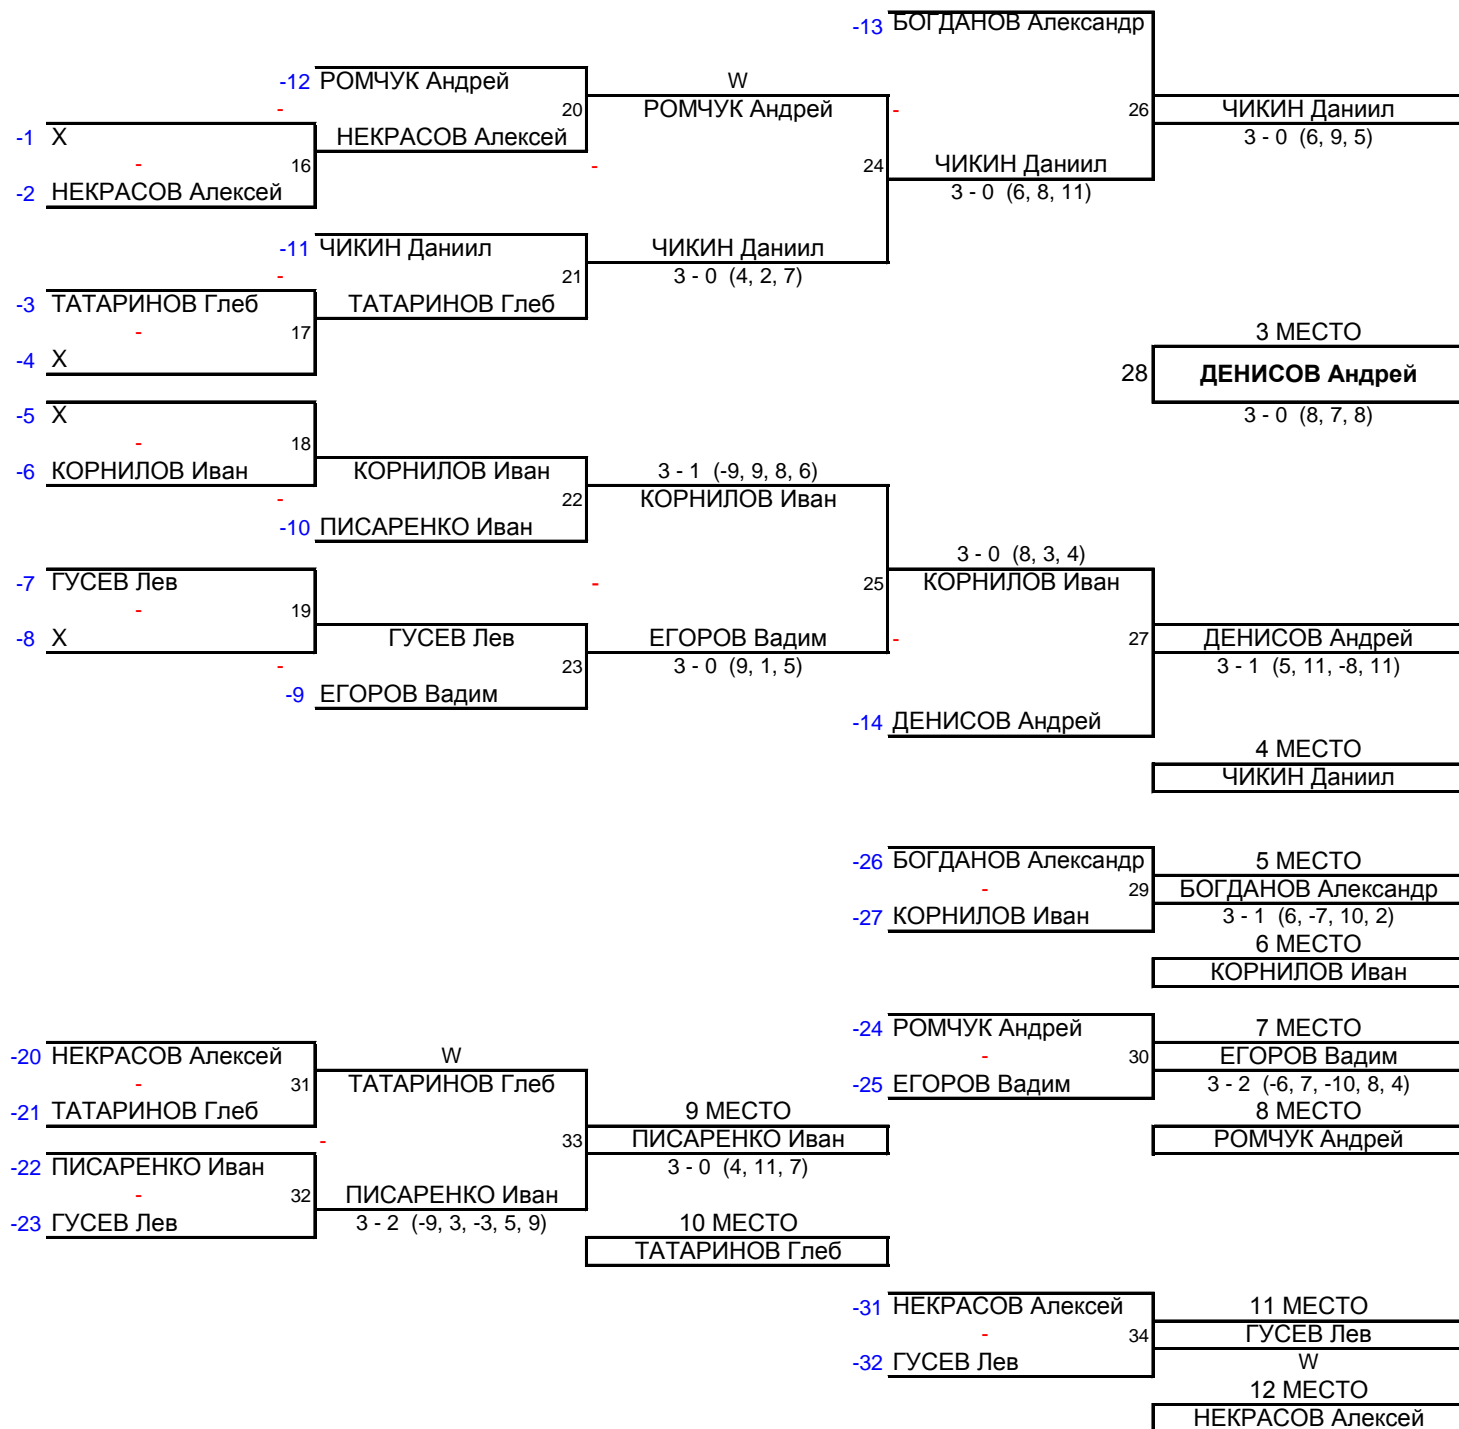 -13 БОГДАНОВ Александр
-12 РОМЧУК Андрей W
- 20 РОМЧУК Андрей - 26 ЧИКИН Даниил
-1 X НЕКРАСОВ Алексей 3 - 0 (6, 9, 5)
- 16 - 24 ЧИКИН Даниил
-2 НЕКРАСОВ Алексей 3 - 0 (6, 8, 11)
-11 ЧИКИН Даниил ЧИКИН Даниил
- 21 3 - 0 (4, 2, 7)
-3 ТАТАРИНОВ Глеб ТАТАРИНОВ Глеб
- 17 3 МЕСТО
-4 X
28 ДЕНИСОВ Андрей
-5 X 3 - 0 (8, 7, 8)
- 18
-6 КОРНИЛОВ Иван КОРНИЛОВ Иван 3 - 1 (-9, 9, 8, 6)
- 22 КОРНИЛОВ Иван
-10 ПИСАРЕНКО Иван
3 - 0 (8, 3, 4)
-7 ГУСЕВ Лев - 25 КОРНИЛОВ Иван
- 19
-8 X ГУСЕВ Лев ЕГОРОВ Вадим - 27 ДЕНИСОВ Андрей
- 23 3 - 0 (9, 1, 5) 3 - 1 (5, 11, -8, 11)
-9 ЕГОРОВ Вадим
-14 ДЕНИСОВ Андрей
4 МЕСТО
ЧИКИН Даниил
-26 БОГДАНОВ Александр 5 МЕСТО
- 29 БОГДАНОВ Александр
-27 КОРНИЛОВ Иван 3 - 1 (6, -7, 10, 2)
6 МЕСТО
КОРНИЛОВ Иван
-24 РОМЧУК Андрей 7 МЕСТО
-20 НЕКРАСОВ Алексей W - 30 ЕГОРОВ Вадим
- 31 ТАТАРИНОВ Глеб -25 ЕГОРОВ Вадим 3 - 2 (-6, 7, -10, 8, 4)
-21 ТАТАРИНОВ Глеб 9 МЕСТО 8 МЕСТО
- 33 ПИСАРЕНКО Иван РОМЧУК Андрей
-22 ПИСАРЕНКО Иван 3 - 0 (4, 11, 7)
- 32 ПИСАРЕНКО Иван
-23 ГУСЕВ Лев 3 - 2 (-9, 3, -3, 5, 9) 10 МЕСТО
ТАТАРИНОВ Глеб
-31 НЕКРАСОВ Алексей 11 МЕСТО
- 34 ГУСЕВ Лев
-32 ГУСЕВ Лев W
12 МЕСТО
НЕКРАСОВ Алексей